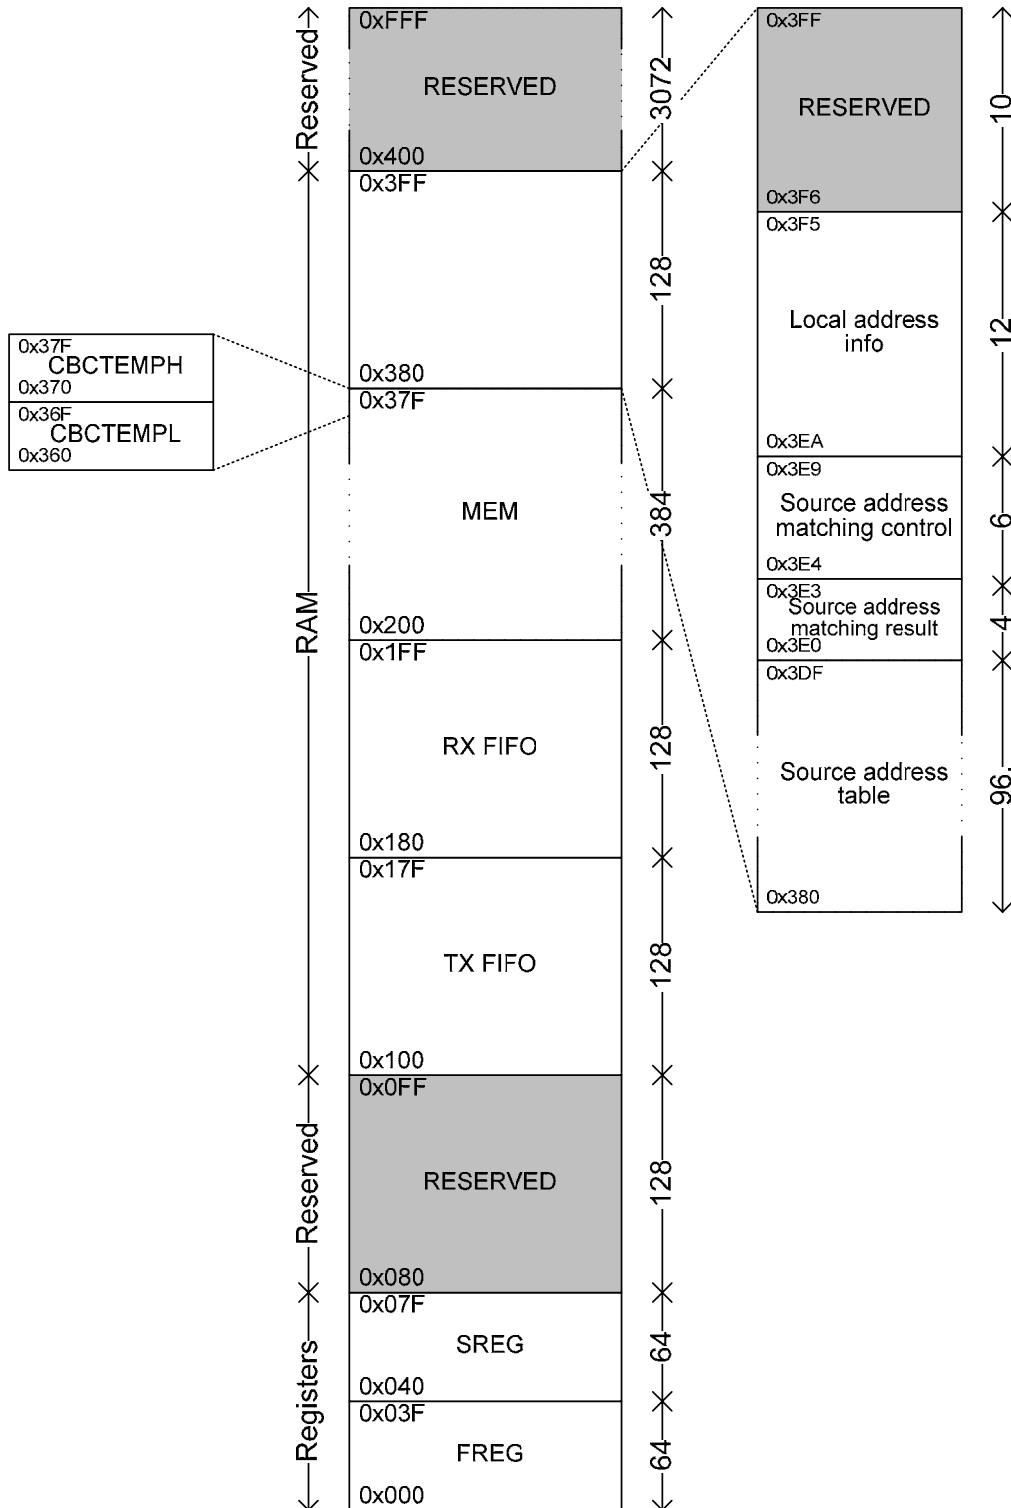 Reserved
0xFFF
RESERVED
0x400
3072
0x3FF
0x380
128
RAM
0x37F
MEM
0x200
384
0x37F
CBCTEMPH
0x370
0x36F
CBCTEMPL
0x360
0x1FF
RX FIFO
0x180
128
0x17F
TX FIFO
0x100
128
Reserved
0x0FF
RESERVED
0x080
128
Registers
0x07F
SREG
0x040
64
0x03F
FREG
0x000
64
0x3FF
RESERVED
0x3F6
10
0x3F5
Local address
info
0x3EA
12
0x3E9
Source address
matching control
0x3E4
6
0x3E3
Source address
matching result
0x3E0
4
0x3DF
Source address
table
0x380
96.